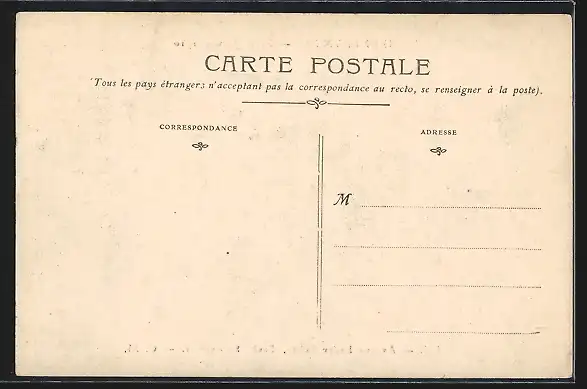 CARTE POSTALE
(Tous les pays étrangers n'acceptant pas la correspondance au recto, se renseigner à la poste).
CORRESPONDANCE
ADRESSE
M